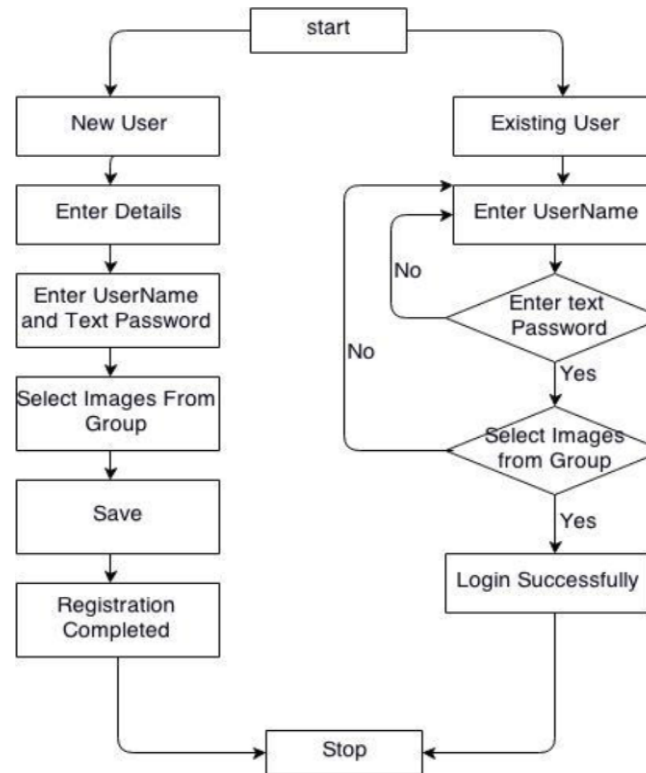 start
New User
Enter Details
Enter UserName
and Text Password
Select Images From
Group
Save
Registration
Completed
Existing User
Enter UserName
No
Enter text
Password
No
Yes
Select Images
from Group
Yes
Login Successfully
Stop